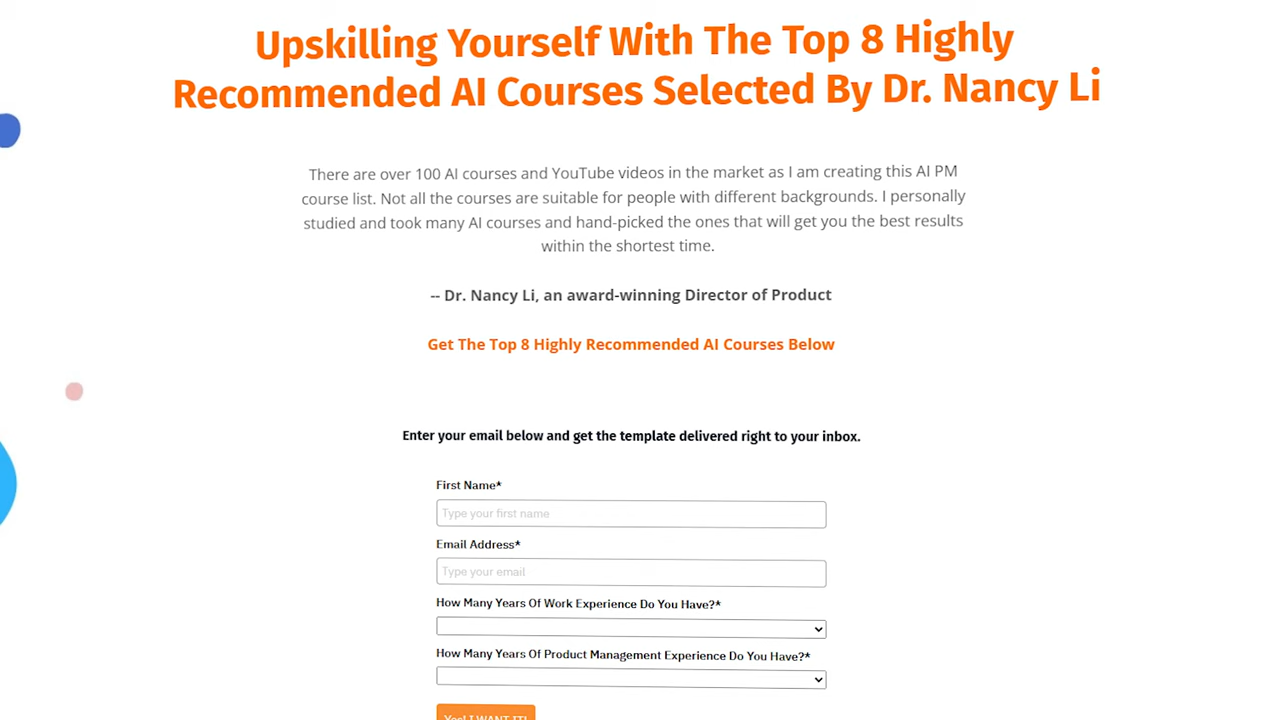 Upskilling Yourself With The Top 8 Highly
Recommended AI Courses Selected By Dr. Nancy Li
There are over 100 AI courses and YouTube videos in the market as I am creating this AI PM
course list. Not all the courses are suitable for people with different backgrounds. I personally
studied and took many AI courses and hand-picked the ones that will get you the best results
within the shortest time.
-- Dr. Nancy Li, an award-winning Director of Product
Get The Top 8 Highly Recommended AI Courses Below
Enter your email below and get the template delivered right to your inbox.
First Name*
Type your first name
Email Address*
Type your email
How Many Years Of Work Experience Do You Have?*
How Many Years Of Product Management Experience Do You Have?*
Yes! I WANT IT!